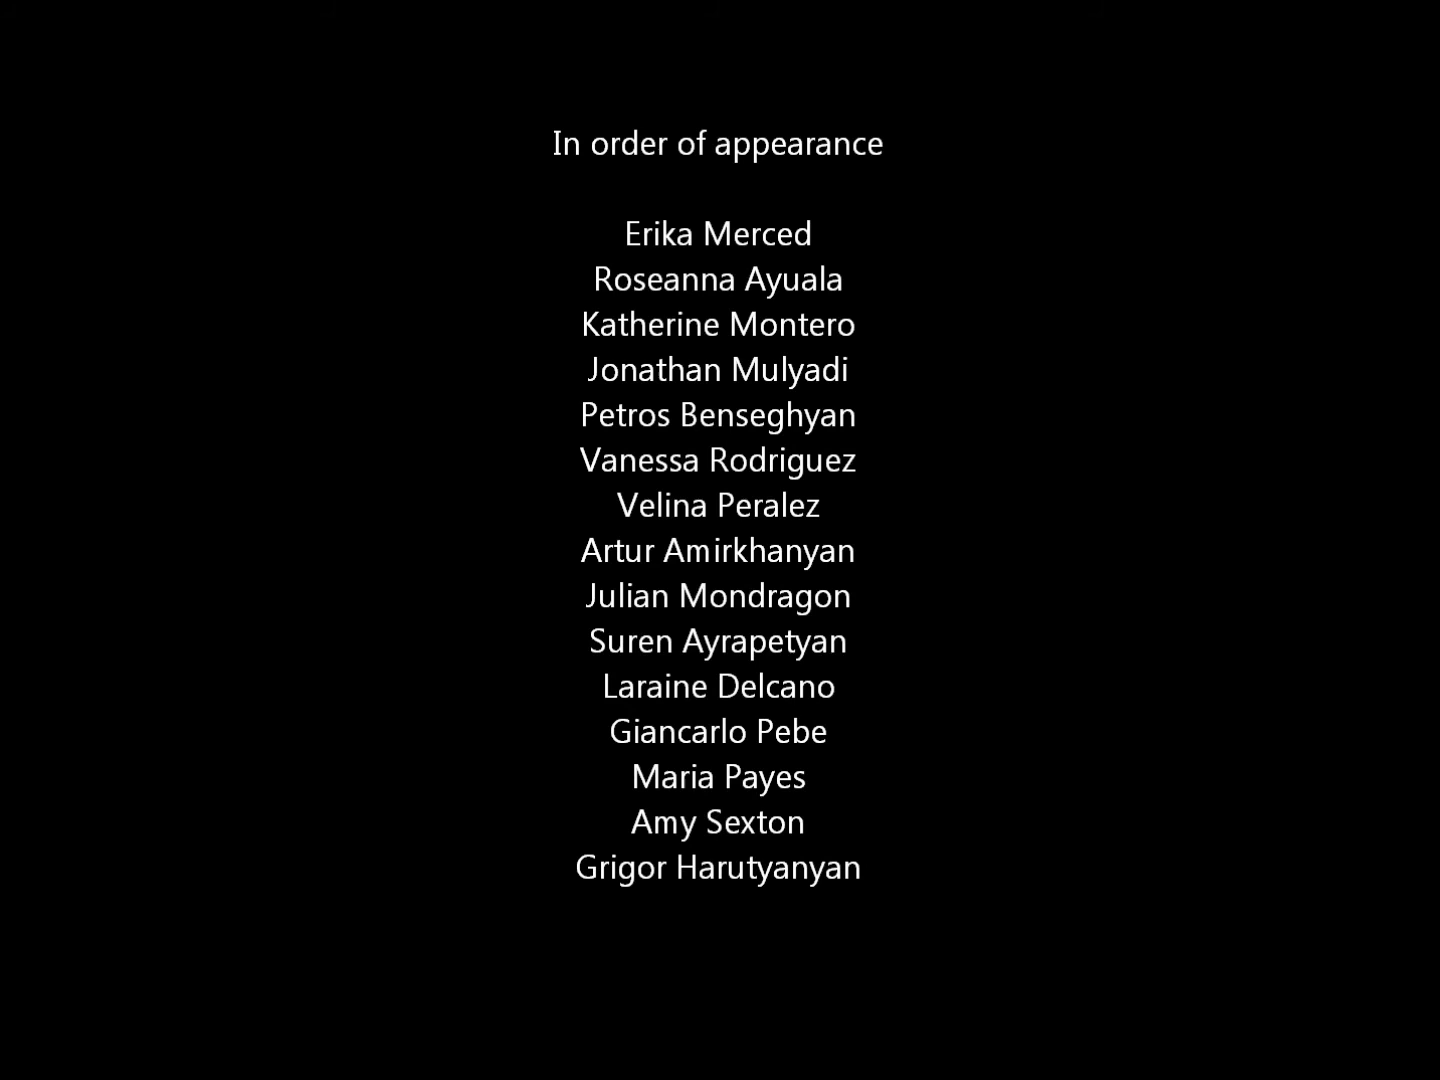 In order of appearance
Erika Merced
Roseanna Ayuala
Katherine Montero
Jonathan Mulyadi
Petros Benseghyan
Vanessa Rodriguez
Velina Peralez
Artur Amirkhanyan
Julian Mondragon
Suren Ayrapetyan
Laraine Delcano
Giancarlo Pebe
Maria Payes
Amy Sexton
Grigor Harutyanyan